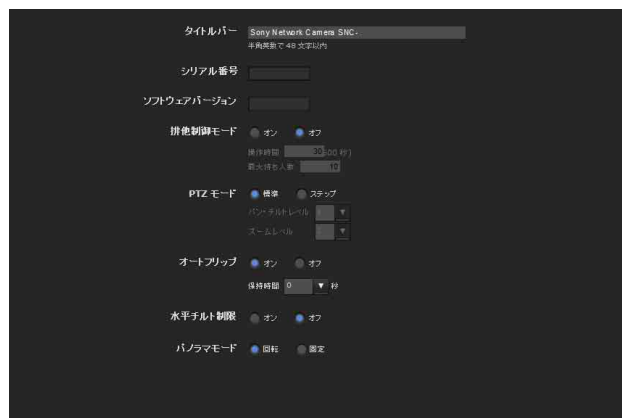 タイトルバー Sony Network Camera SNC-
半角英数で 48 文字以内
シリアル番号
ソフトウェアバージョン
排他制御モード オン オフ
操作時間 30 600 秒)
最大待ち人数 10
PTZ モード 標準 ステップ
パン・チルトレベル
ズームレベル
オートフリップ オン オフ
保持時間 0 秒
水平チルト制限 オン オフ
パノラマモード 回転 固定